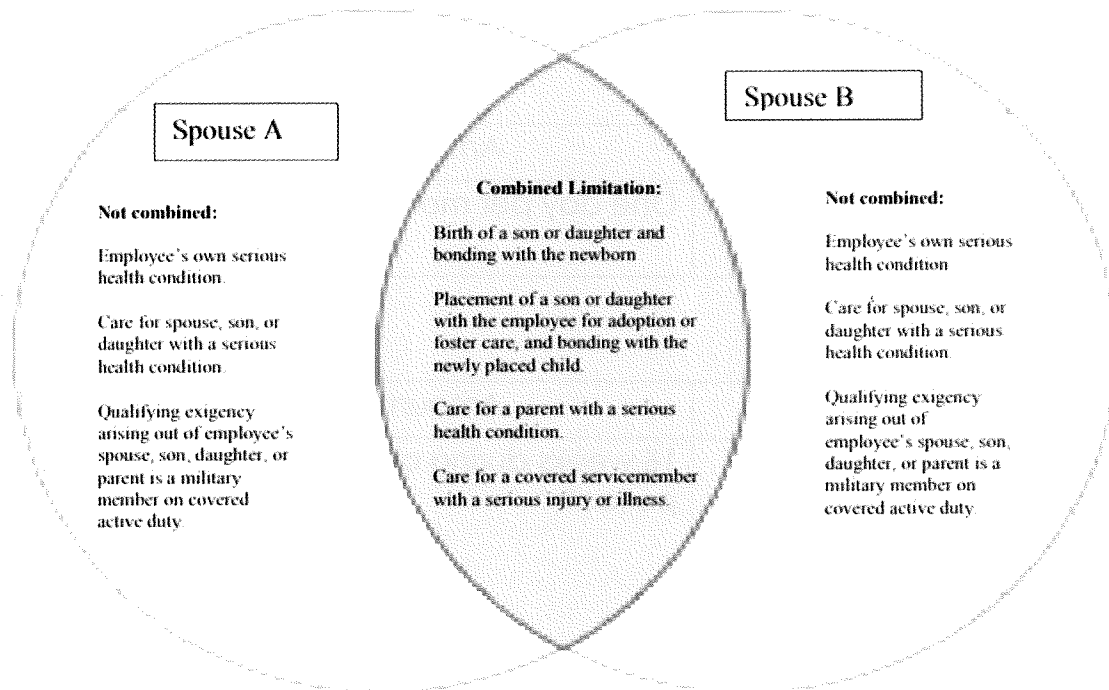 Spouse A
Not combined:
Employee's own serious
health condition.
Care for spouse, son, or
daughter with a serious
health condition.
Qualifying exigency
arising out of employee's
spouse, son, daughter, or
parent is a military
member on covered
active duty.
Combined Limitation:
Birth of a son or daughter and
bonding with the newborn
Placement of a son or daughter
with the employee for adoption or
foster care, and bonding with the
newly placed child.
Care for a parent with a serious
health condition.
Care for a covered servicemember
with a serious injury or illness.
Spouse B
Not combined:
Employee's own serious
health condition
Care for spouse, son, or
daughter with a serious
health condition.
Qualifying exigency
arising out of
employee's spouse, son,
daughter, or parent is a
military member on
covered active duty.